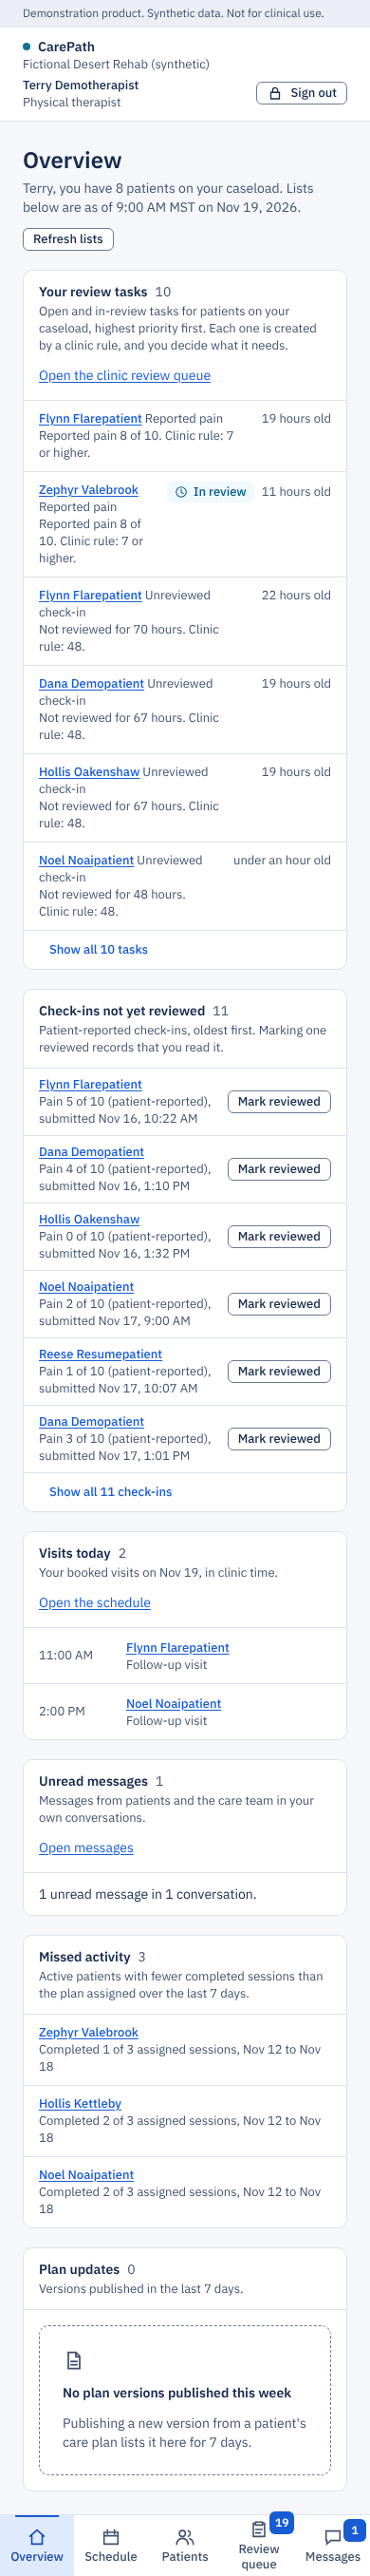 Demonstration product. Synthetic data. Not for clinical use.
CarePath
Fictional Desert Rehab (synthetic)
Terry Demotherapist
Physical therapist
Sign out
Overview
Terry, you have 8 patients on your caseload. Lists
below are as of 9:00 AM MST on Nov 19, 2026.
Refresh lists
Your review tasks 10
Open and in-review tasks for patients on your
caseload, highest priority first. Each one is created
by a clinic rule, and you decide what it needs.
Open the clinic review queue
Flynn Flarepatient Reported pain 19 hours old
Reported pain 8 of 10. Clinic rule: 7
or higher.
Zephyr Valebrook In review 11 hours old
Reported pain
Reported pain 8 of
10. Clinic rule: 7 or
higher.
Flynn Flarepatient Unreviewed 22 hours old
check-in
Not reviewed for 70 hours. Clinic
rule: 48.
Dana Demopatient Unreviewed 19 hours old
check-in
Not reviewed for 67 hours. Clinic
rule: 48.
Hollis Oakenshaw Unreviewed 19 hours old
check-in
Not reviewed for 67 hours. Clinic
rule: 48.
Noel Noaipatient Unreviewed under an hour old
check-in
Not reviewed for 48 hours.
Clinic rule: 48.
Show all 10 tasks
Check-ins not yet reviewed 11
Patient-reported check-ins, oldest first. Marking one
reviewed records that you read it.
Flynn Flarepatient
Pain 5 of 10 (patient-reported),
submitted Nov 16, 10:22 AM
Mark reviewed
Dana Demopatient
Pain 4 of 10 (patient-reported),
submitted Nov 16, 1:10 PM
Mark reviewed
Hollis Oakenshaw
Pain 0 of 10 (patient-reported),
submitted Nov 16, 1:32 PM
Mark reviewed
Noel Noaipatient
Pain 2 of 10 (patient-reported),
submitted Nov 17, 9:00 AM
Mark reviewed
Reese Resumepatient
Pain 1 of 10 (patient-reported),
submitted Nov 17, 10:07 AM
Mark reviewed
Dana Demopatient
Pain 3 of 10 (patient-reported),
submitted Nov 17, 1:01 PM
Mark reviewed
Show all 11 check-ins
Visits today 2
Your booked visits on Nov 19, in clinic time.
Open the schedule
11:00 AM Flynn Flarepatient
Follow-up visit
2:00 PM Noel Noaipatient
Follow-up visit
Unread messages 1
Messages from patients and the care team in your
own conversations.
Open messages
1 unread message in 1 conversation.
Missed activity 3
Active patients with fewer completed sessions than
the plan assigned over the last 7 days.
Zephyr Valebrook
Completed 1 of 3 assigned sessions, Nov 12 to Nov
18
Hollis Kettleby
Completed 2 of 3 assigned sessions, Nov 12 to Nov
18
Noel Noaipatient
Completed 2 of 3 assigned sessions, Nov 12 to Nov
18
Plan updates 0
Versions published in the last 7 days.
No plan versions published this week
Publishing a new version from a patient's
care plan lists it here for 7 days.
Overview
Schedule
Patients
19
Review
queue
1
Messages